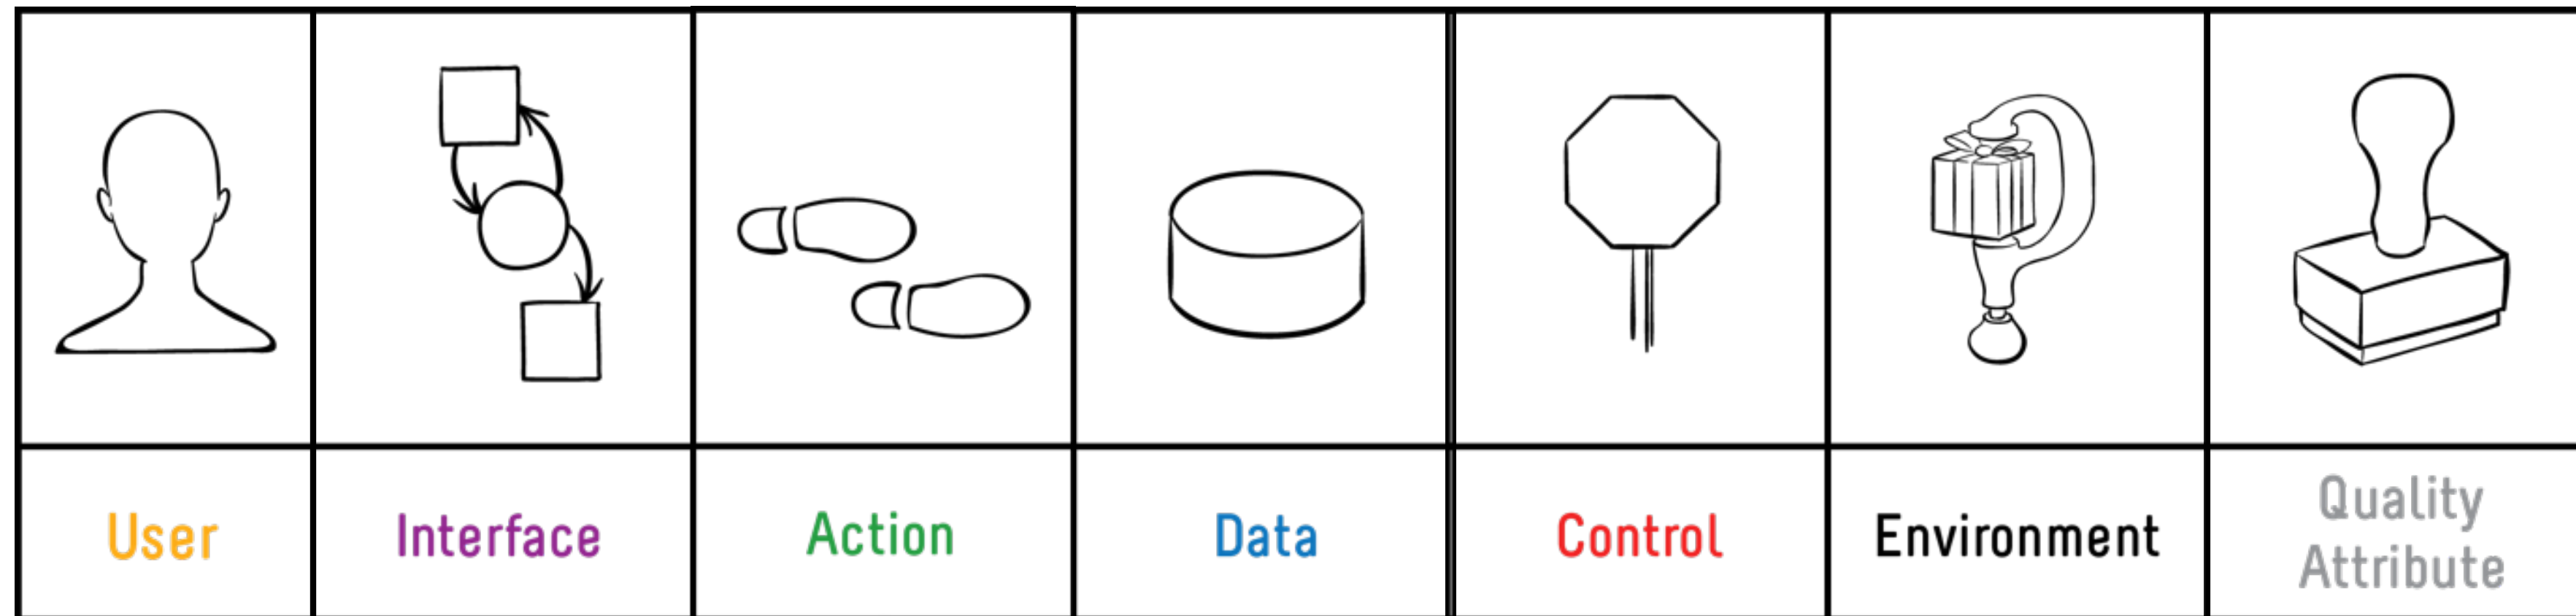 User
Interface
Action
Data
Control
Environment
Quality
Attribute